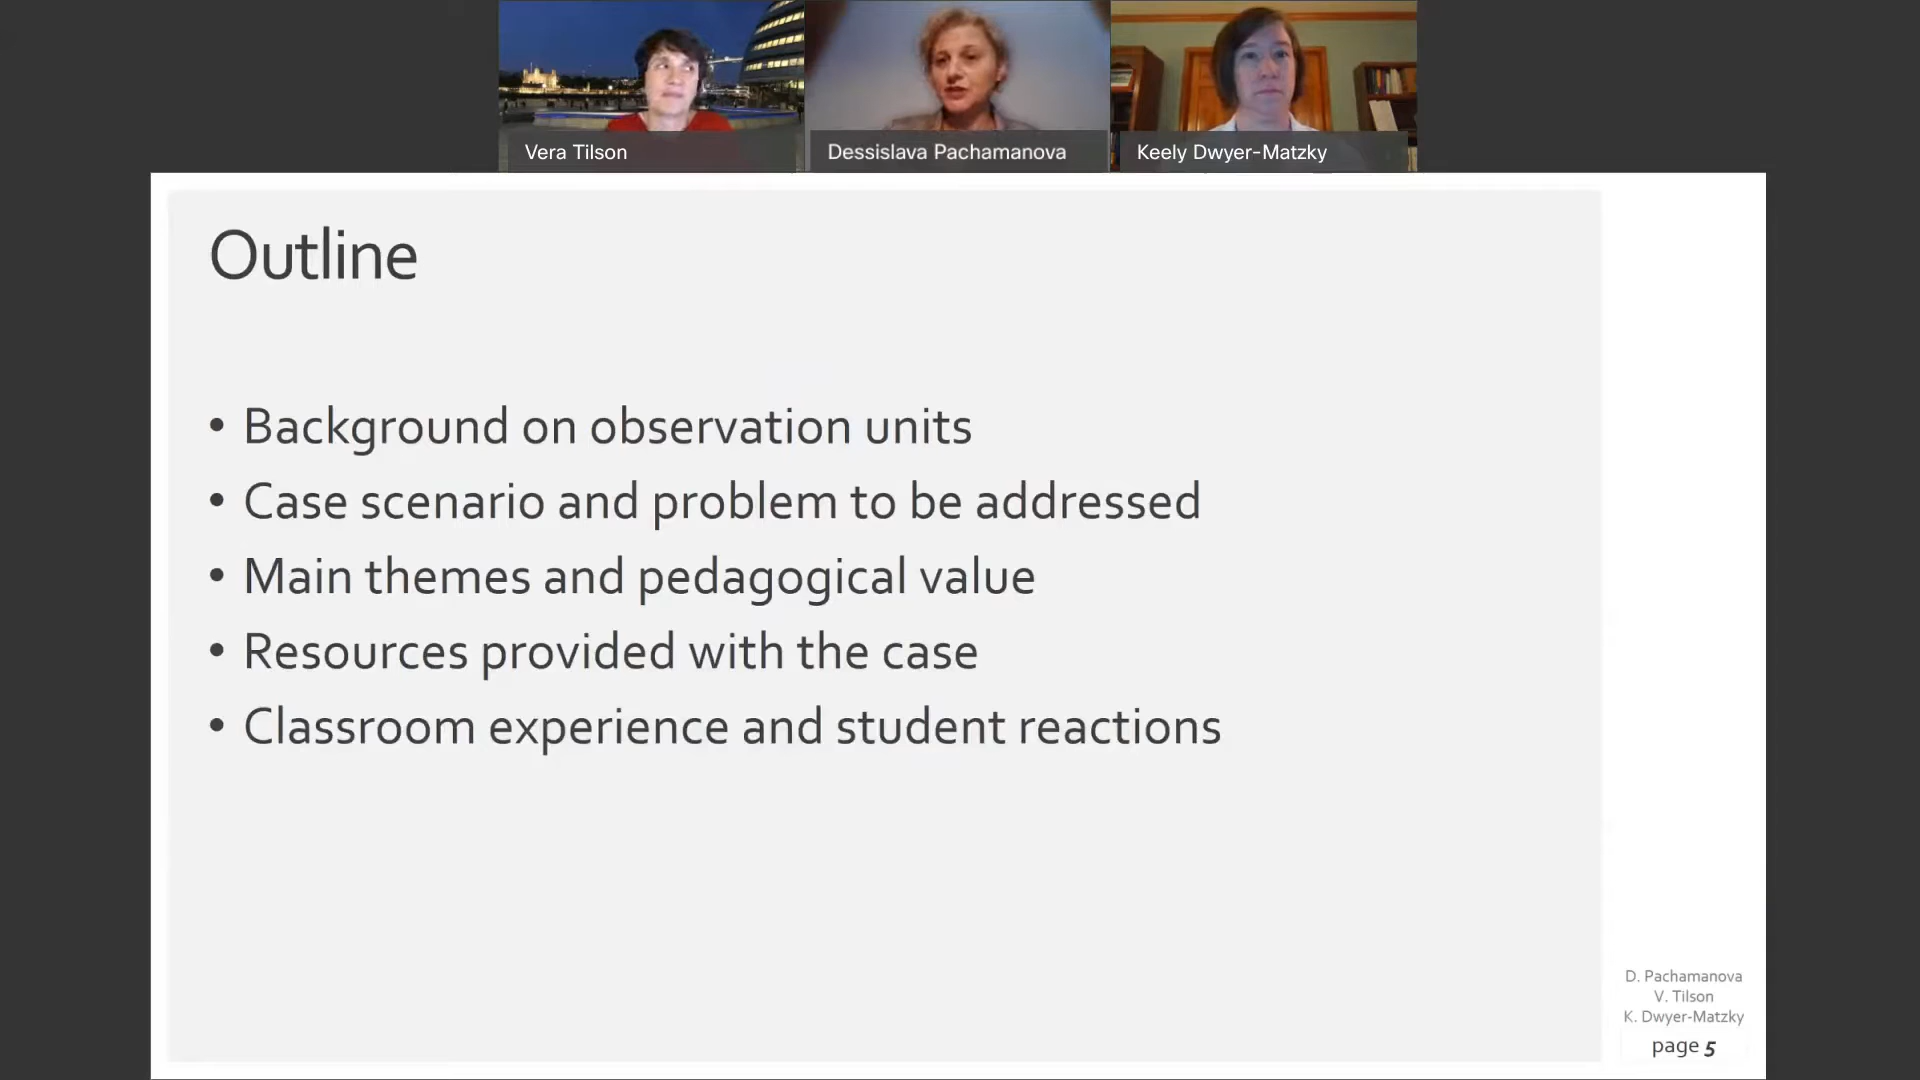 Vera Tilson
Dessislava Pachamanova
Keely Dwyer-Matzky
Outline
• Background on observation units
• Case scenario and problem to be addressed
• Main themes and pedagogical value
• Resources provided with the case
• Classroom experience and student reactions
D. Pachamanova
V. Tilson
K. Dwyer-Matzky
page 5